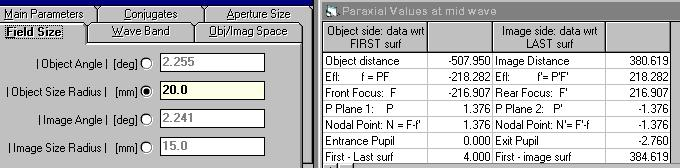 Main Parameters Conjugates Aperture Size
Field Size Wave Band Obj/Imag Space
| Object Angle | [deg] 2.255
| Object Size Radius | [mm] 20.0
| Image Angle | [deg] 2.241
| Image Size Radius | [mm] 15.0
Paraxial Values at mid wave
Object side: data wrt FIRST surf Image side: data wrt LAST surf
Object distance -507.950 Image Distance 380.619
Efl: f = PF -218.282 Efl: f'= P'F' 218.282
Front Focus: F -216.907 Rear Focus: F' 216.907
P Plane 1: P 1.376 P Plane 2: P' -1.376
Nodal Point: N = F-f' 1.376 Nodal Point: N'= F'-f -1.376
Entrance Pupil 0.000 Exit Pupil -2.760
First - Last surf 4.000 First - image surf 384.619